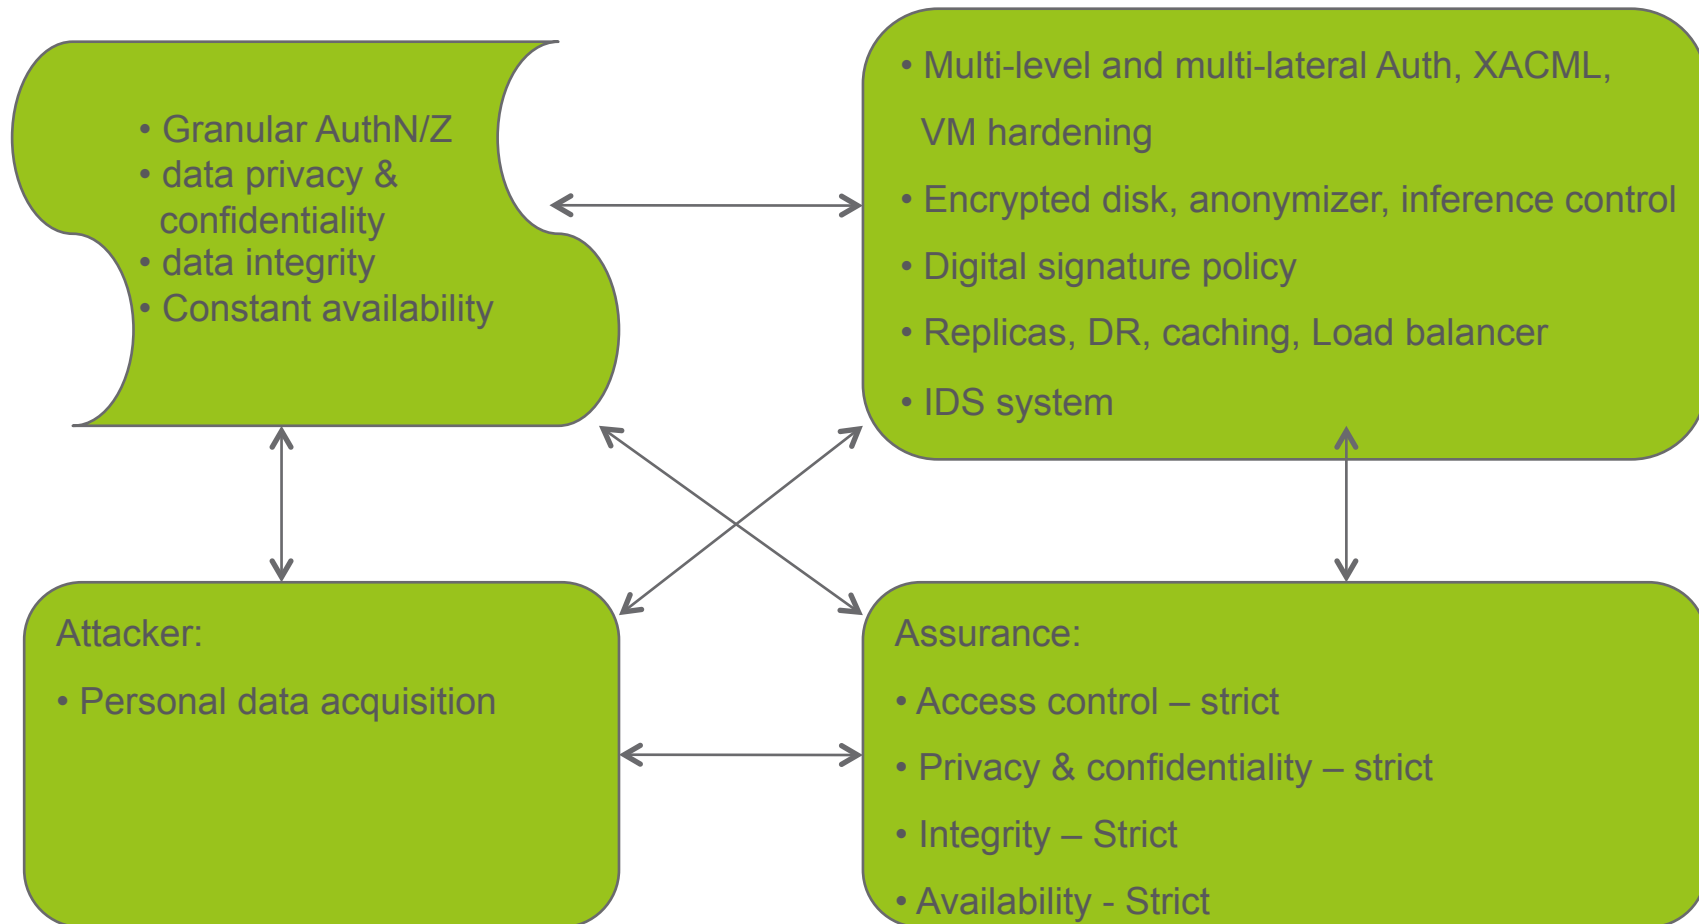 • Granular AuthN/Z
• data privacy &
confidentiality
• data integrity
• Constant availability
• Multi-level and multi-lateral Auth, XACML,
VM hardening
• Encrypted disk, anonymizer, inference control
• Digital signature policy
• Replicas, DR, caching, Load balancer
• IDS system
Attacker:
• Personal data acquisition
Assurance:
• Access control – strict
• Privacy & confidentiality – strict
• Integrity – Strict
• Availability - Strict